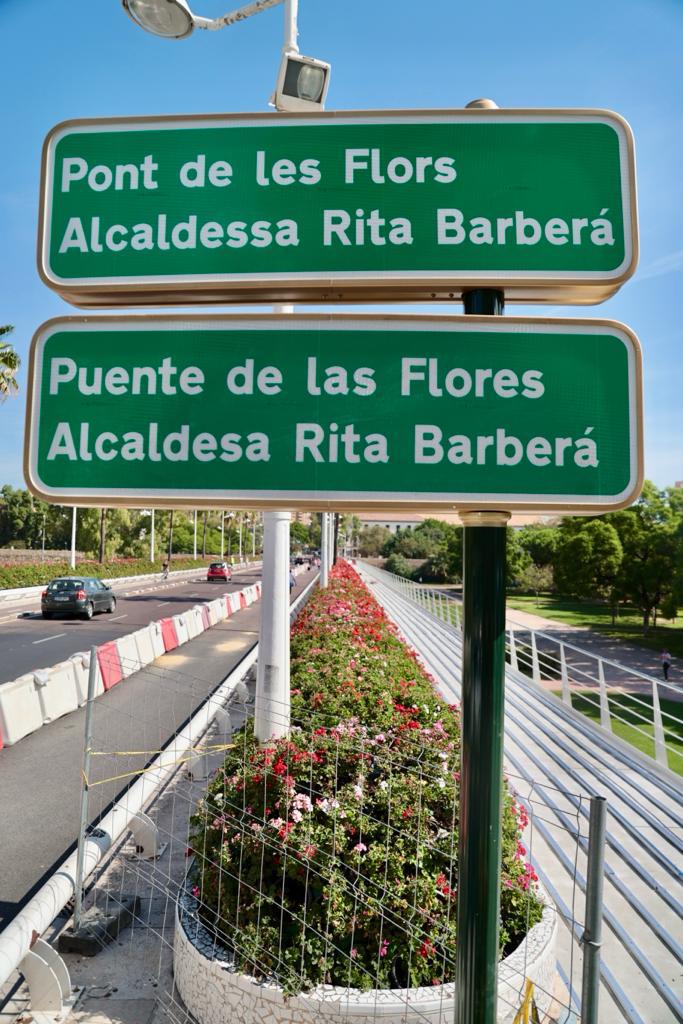 Pont de les Flors
Alcaldessa Rita Barberá
Puente de las Flores
Alcaldesa Rita Barberá